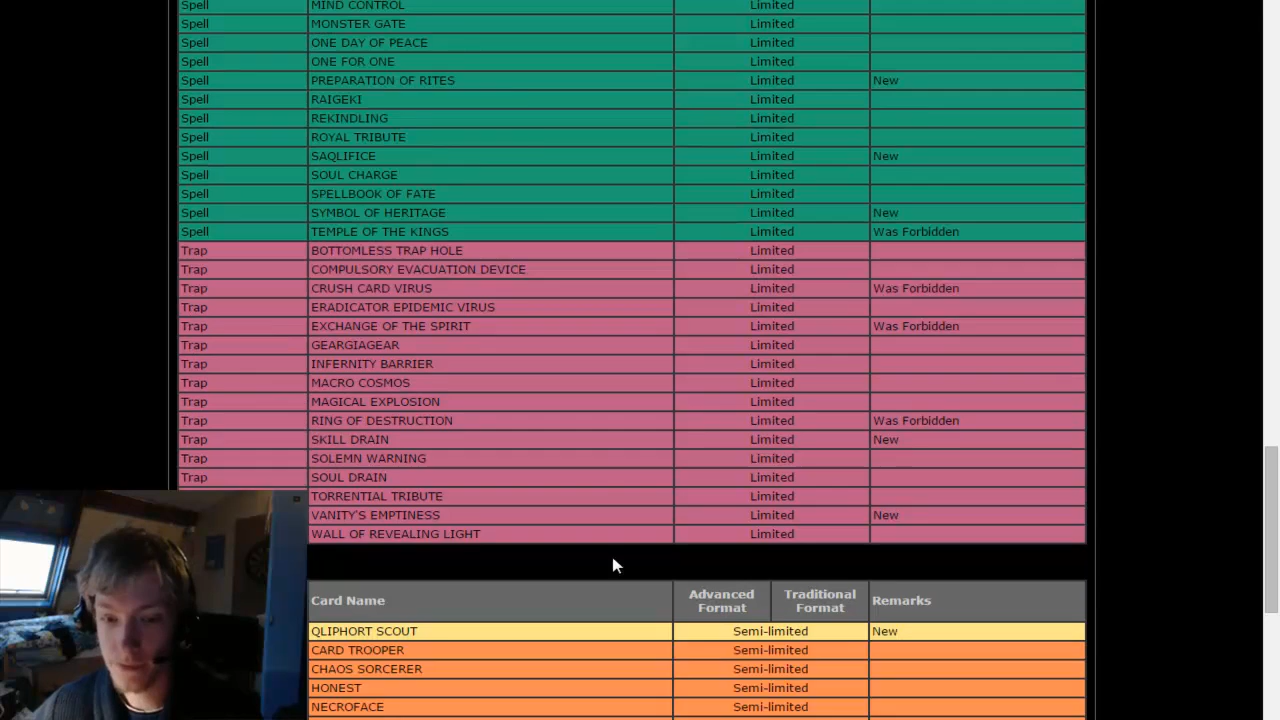 Spell MIND CONTROL Limited
Spell MONSTER GATE Limited
Spell ONE DAY OF PEACE Limited
Spell ONE FOR ONE Limited
Spell PREPARATION OF RITES Limited New
Spell RAIGEKI Limited
Spell REKINDLING Limited
Spell ROYAL TRIBUTE Limited
Spell SAQLIFICE Limited New
Spell SOUL CHARGE Limited
Spell SPELLBOOK OF FATE Limited
Spell SYMBOL OF HERITAGE Limited New
Spell TEMPLE OF THE KINGS Limited Was Forbidden
Trap BOTTOMLESS TRAP HOLE Limited
Trap COMPULSORY EVACUATION DEVICE Limited
Trap CRUSH CARD VIRUS Limited Was Forbidden
Trap ERADICATOR EPIDEMIC VIRUS Limited
Trap EXCHANGE OF THE SPIRIT Limited Was Forbidden
Trap GEARGIAGEAR Limited
Trap INFERNITY BARRIER Limited
Trap MACRO COSMOS Limited
Trap MAGICAL EXPLOSION Limited
Trap RING OF DESTRUCTION Limited Was Forbidden
Trap SKILL DRAIN Limited New
Trap SOLEMN WARNING Limited
Trap SOUL DRAIN Limited
TORRENTIAL TRIBUTE Limited
VANITY'S EMPTINESS Limited New
WALL OF REVEALING LIGHT Limited
Card Name Advanced Format Traditional Format Remarks
QLIPHORT SCOUT Semi-limited New
CARD TROOPER Semi-limited
CHAOS SORCERER Semi-limited
HONEST Semi-limited
NECROFACE Semi-limited